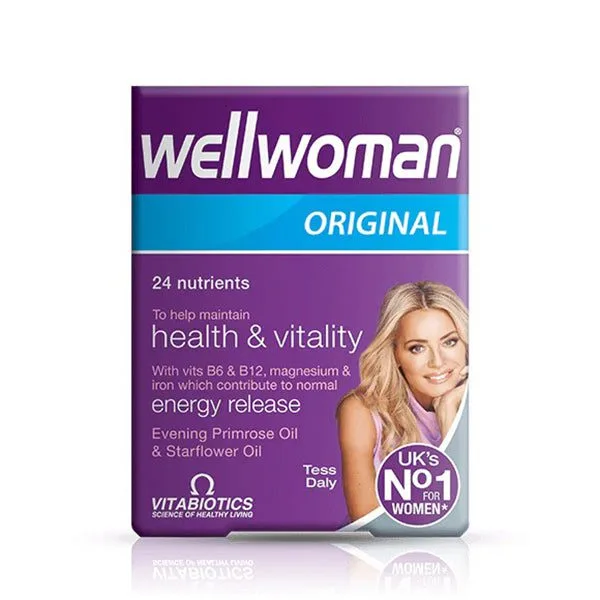 wellwoman®
ORIGINAL
24 nutrients
To help maintain
health & vitality
With vits B6 & B12, magnesium &
iron which contribute to normal
energy release
Evening Primrose Oil
& Starflower Oil
Tess
Daly
UK's
No1
FOR
WOMEN*
VITABIOTICS
SCIENCE OF HEALTHY LIVING